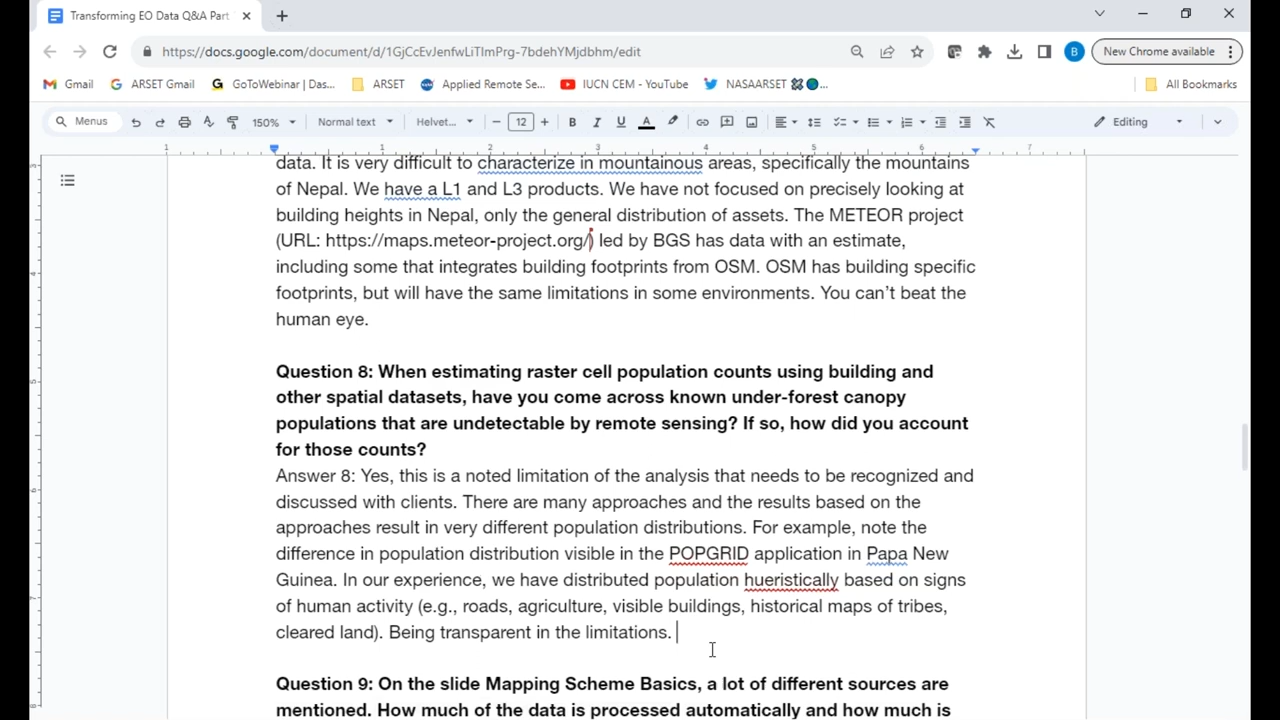 Transforming EO Data Q&A Part
https://docs.google.com/document/d/1GjCcEvJenfwLiTlmPrg-7bdehYMjdbhm/edit
B
New Chrome available
Gmail
ARSET Gmail
GoToWebinar | Das...
ARSET
Applied Remote Se...
IUCN CEM - YouTube
NASAARSET
All Bookmarks
Menus
150%
Normal text
Helvet...
12
B
I
U
A
Editing
1 1 2 3 4 5 6 7
data. It is very difficult to characterize in mountainous areas, specifically the mountains
of Nepal. We have a L1 and L3 products. We have not focused on precisely looking at
building heights in Nepal, only the general distribution of assets. The METEOR project
(URL: https://maps.meteor-project.org/) led by BGS has data with an estimate,
including some that integrates building footprints from OSM. OSM has building specific
footprints, but will have the same limitations in some environments. You can’t beat the
human eye.
Question 8: When estimating raster cell population counts using building and
other spatial datasets, have you come across known under-forest canopy
populations that are undetectable by remote sensing? If so, how did you account
for those counts?
Answer 8: Yes, this is a noted limitation of the analysis that needs to be recognized and
discussed with clients. There are many approaches and the results based on the
approaches result in very different population distributions. For example, note the
difference in population distribution visible in the POPGRID application in Papa New
Guinea. In our experience, we have distributed population hueristically based on signs
of human activity (e.g., roads, agriculture, visible buildings, historical maps of tribes,
cleared land). Being transparent in the limitations.
Question 9: On the slide Mapping Scheme Basics, a lot of different sources are
mentioned. How much of the data is processed automatically and how much is